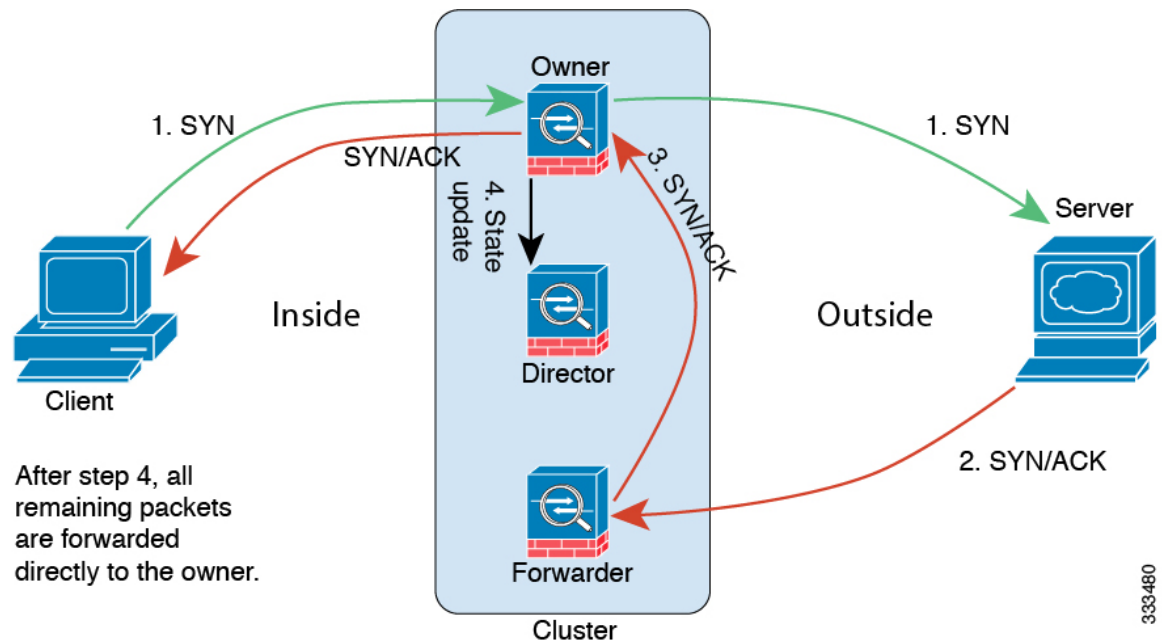 Owner
1. SYN
1. SYN
SYN/ACK
3. SYN/ACK
4. State
update
Server
Inside
Outside
Director
Client
2. SYN/ACK
After step 4, all
remaining packets
are forwarded
directly to the owner.
Forwarder
Cluster
333480